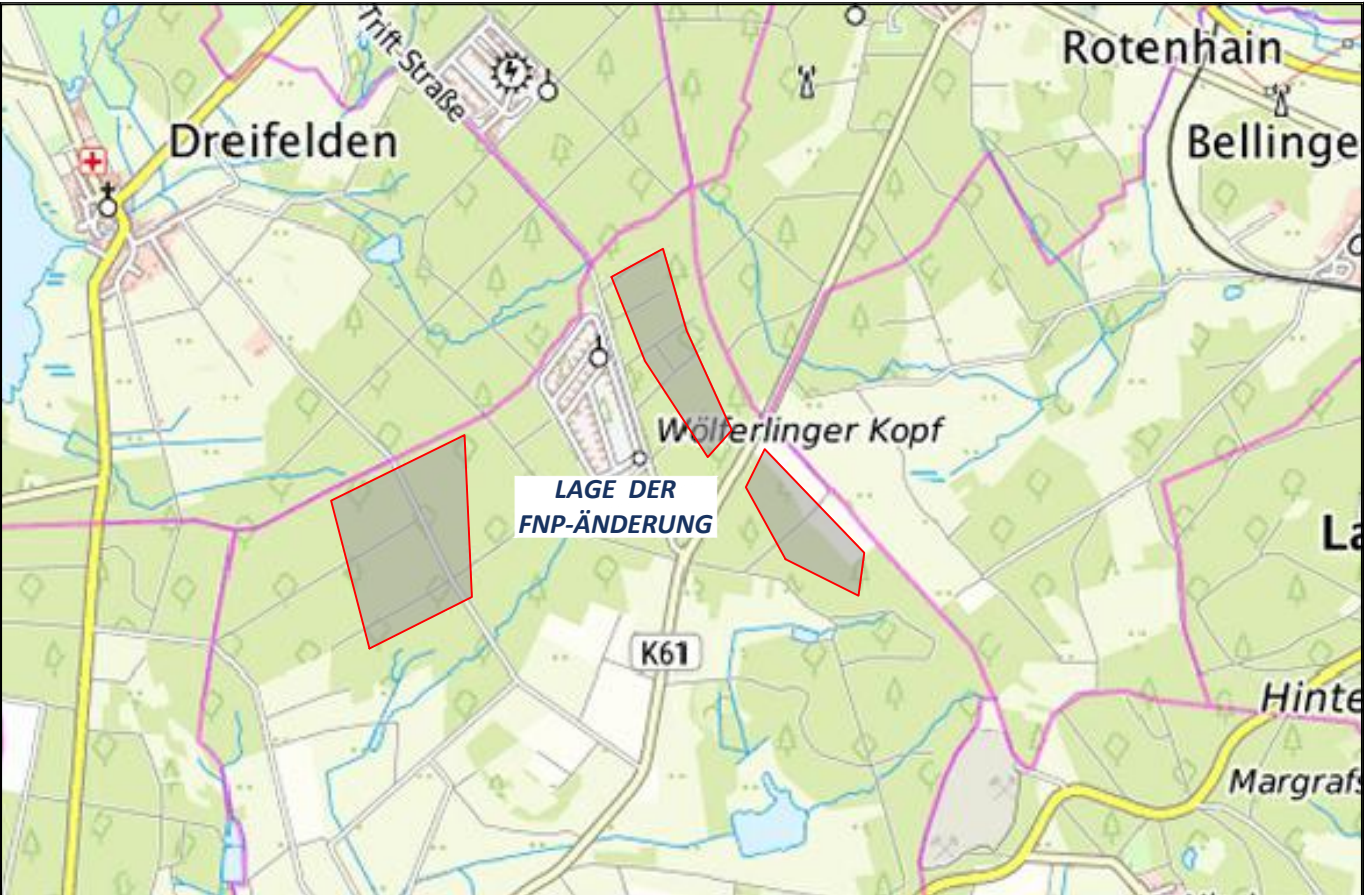 Trift-Straße
Rotenhain
Dreifelden
Bellinge
Wölferlinger Kopf
LAGE DER
FNP-ÄNDERUNG
La
K61
Hinte
Margrafs